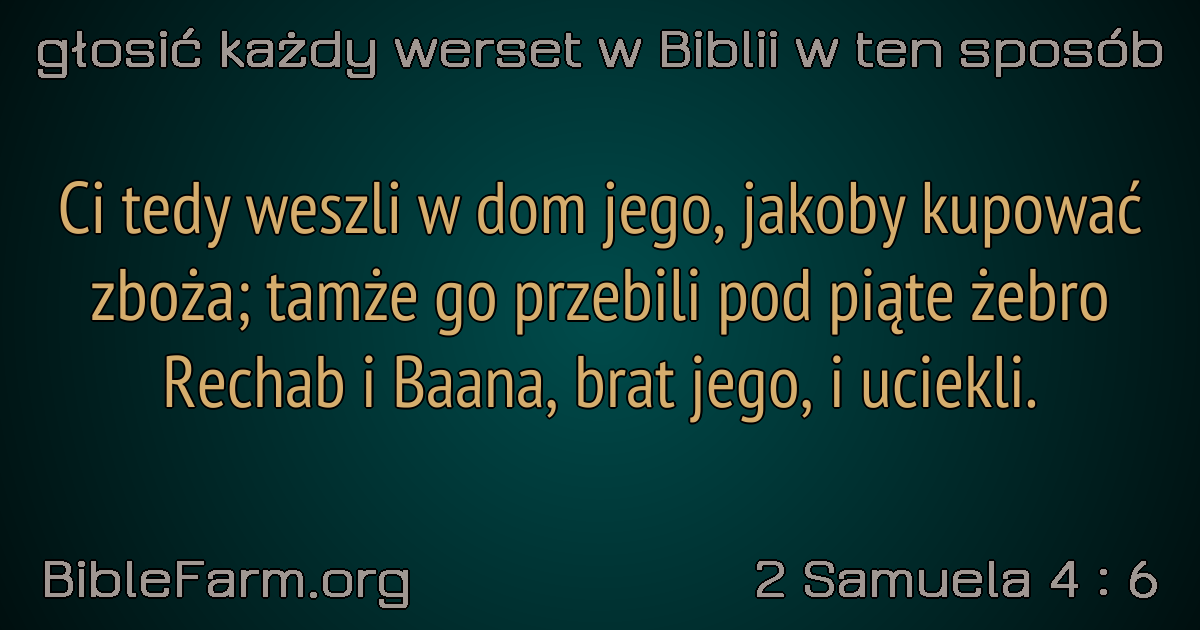 głosić każdy werset w Biblii w ten sposób
Ci tedy weszli w dom jego, jakoby kupować
zboża; tamże go przebili pod piąte żebro
Rechab i Baana, brat jego, i uciekli.
BibleFarm.org
2 Samuela 4 : 6